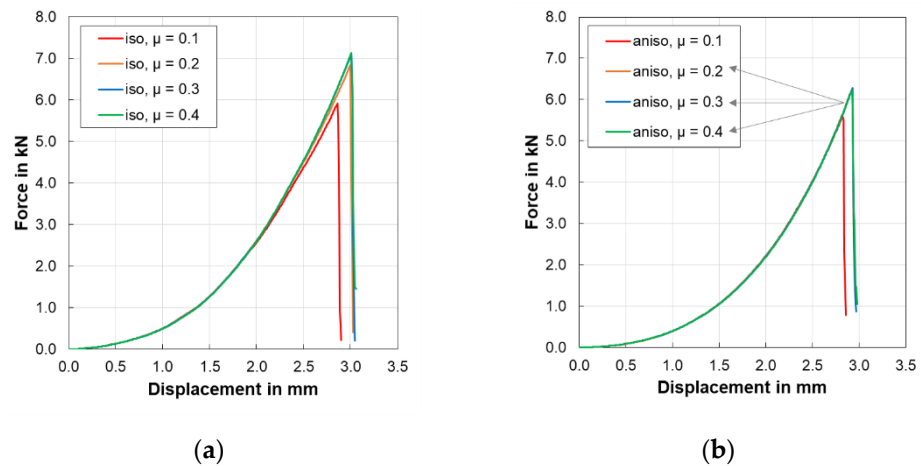 8.0
7.0
6.0
5.0
4.0
3.0
2.0
1.0
0.0
Force in kN
iso, μ = 0.1
iso, μ = 0.2
iso, μ = 0.3
iso, μ = 0.4
0.0 0.5 1.0 1.5 2.0 2.5 3.0 3.5
Displacement in mm
(a)
8.0
7.0
6.0
5.0
4.0
3.0
2.0
1.0
0.0
Force in kN
aniso, μ = 0.1
aniso, μ = 0.2
aniso, μ = 0.3
aniso, μ = 0.4
0.0 0.5 1.0 1.5 2.0 2.5 3.0 3.5
Displacement in mm
(b)